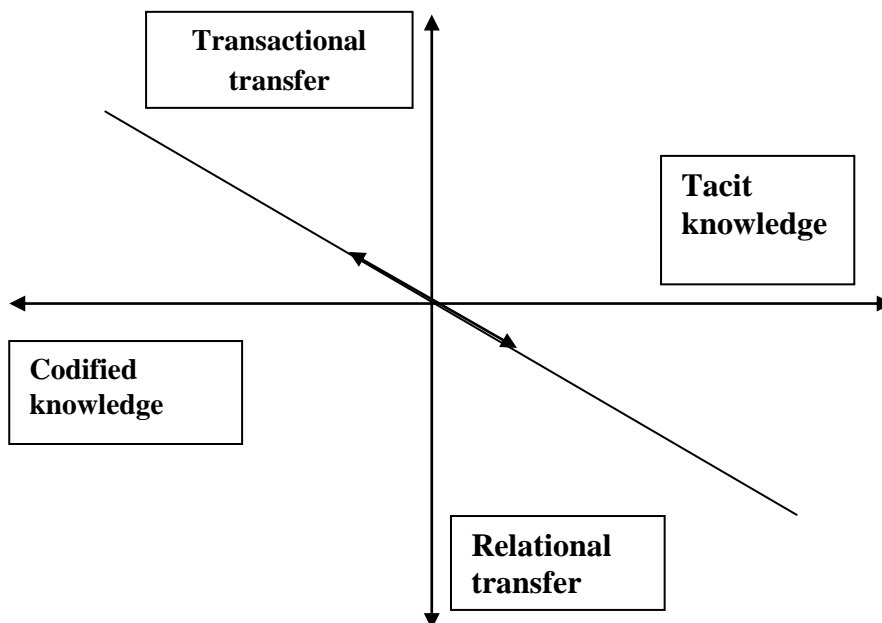 Transactional
transfer
Tacit
knowledge
Codified
knowledge
Relational
transfer